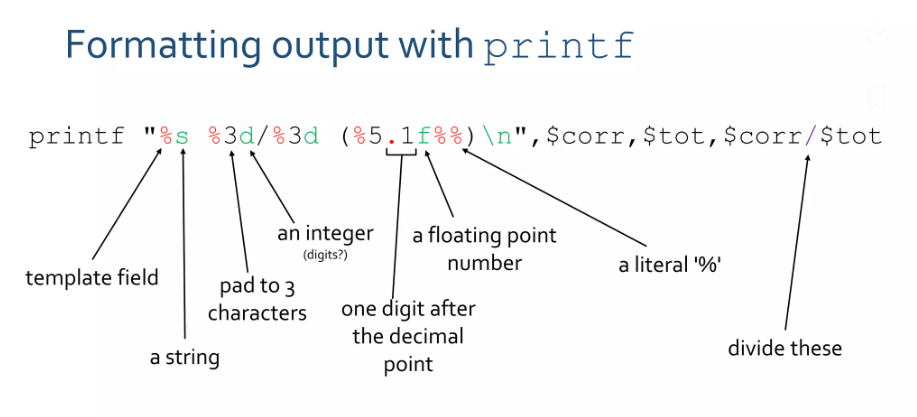 Formatting output with printf
printf "%s %3d/%3d (%5.1f%%)\n",$corr,$tot,$corr/$tot
an integer
(digits?)
a floating point
number
a literal '%'
template field
pad to 3
characters
one digit after
the decimal
point
a string
divide these